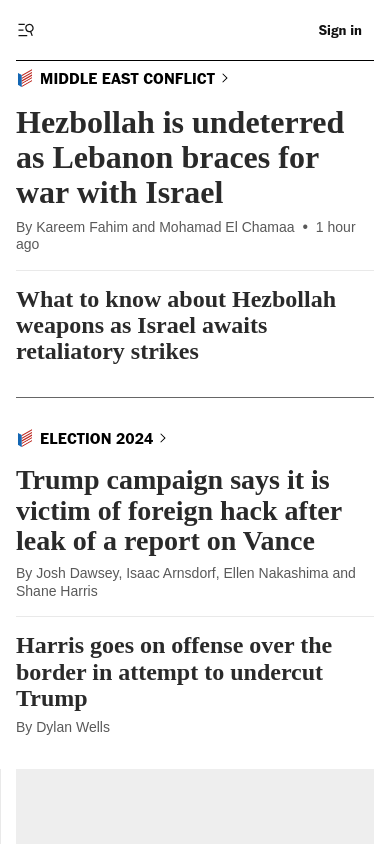 Sign in
MIDDLE EAST CONFLICT
Hezbollah is undeterred
as Lebanon braces for
war with Israel
By Kareem Fahim and Mohamad El Chamaa • 1 hour
ago
What to know about Hezbollah
weapons as Israel awaits
retaliatory strikes
ELECTION 2024
Trump campaign says it is
victim of foreign hack after
leak of a report on Vance
By Josh Dawsey, Isaac Arnsdorf, Ellen Nakashima and
Shane Harris
Harris goes on offense over the
border in attempt to undercut
Trump
By Dylan Wells